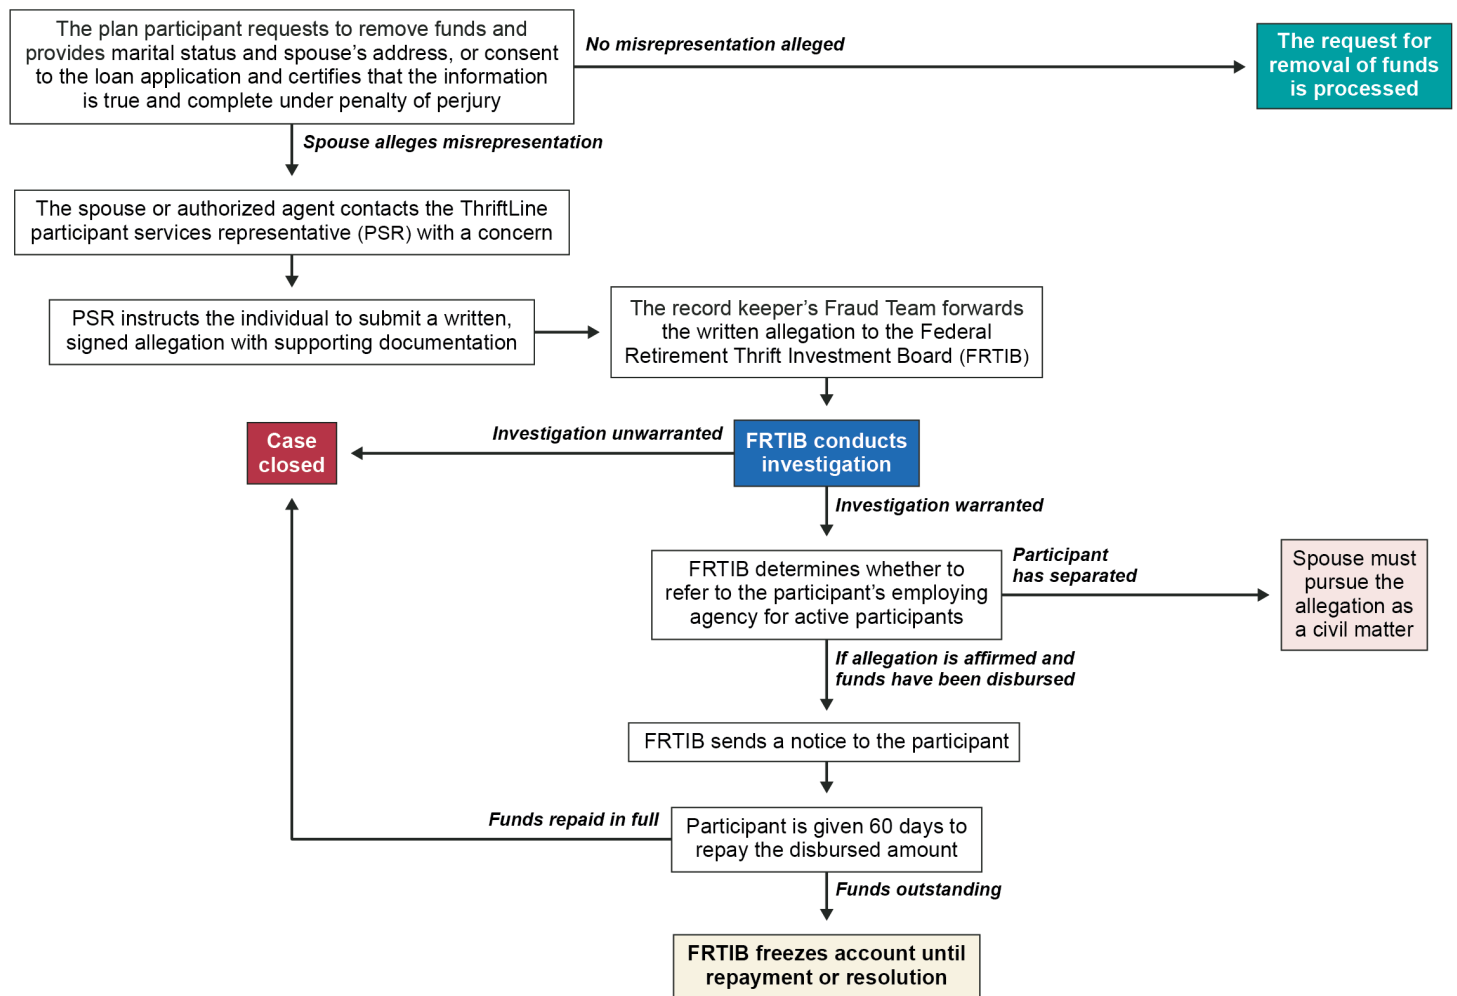 The plan participant requests to remove funds and
provides marital status and spouse’s address, or consent
to the loan application and certifies that the information
is true and complete under penalty of perjury
No misrepresentation alleged
The request for
removal of funds
is processed
Spouse alleges misrepresentation
The spouse or authorized agent contacts the ThriftLine
participant services representative (PSR) with a concern
PSR instructs the individual to submit a written,
signed allegation with supporting documentation
The record keeper’s Fraud Team forwards
the written allegation to the Federal
Retirement Thrift Investment Board (FRTIB)
Case
closed
Investigation unwarranted
FRTIB conducts
investigation
Investigation warranted
FRTIB determines whether to
refer to the participant’s employing
agency for active participants
Participant
has separated
Spouse must
pursue the
allegation as
a civil matter
If allegation is affirmed and
funds have been disbursed
FRTIB sends a notice to the participant
Funds repaid in full
Participant is given 60 days to
repay the disbursed amount
Funds outstanding
FRTIB freezes account until
repayment or resolution